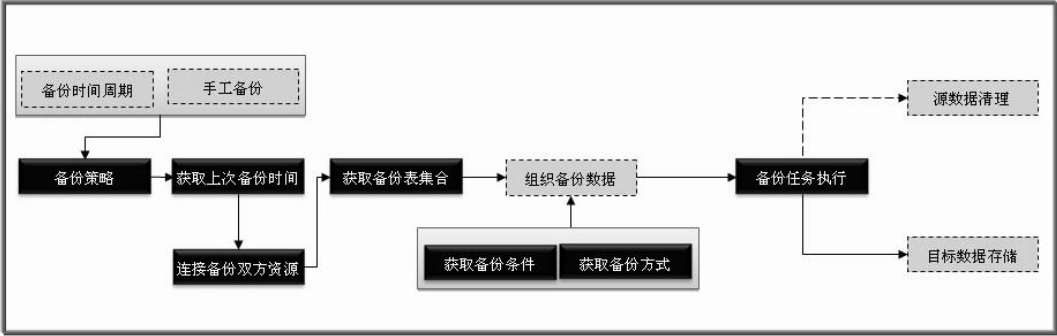 备份时间周期
手工备份
源数据清理
备份策略
获取上次备份时间
获取备份表集合
组织备份数据
备份任务执行
连接备份双方资源
获取备份条件
获取备份方式
目标数据存储